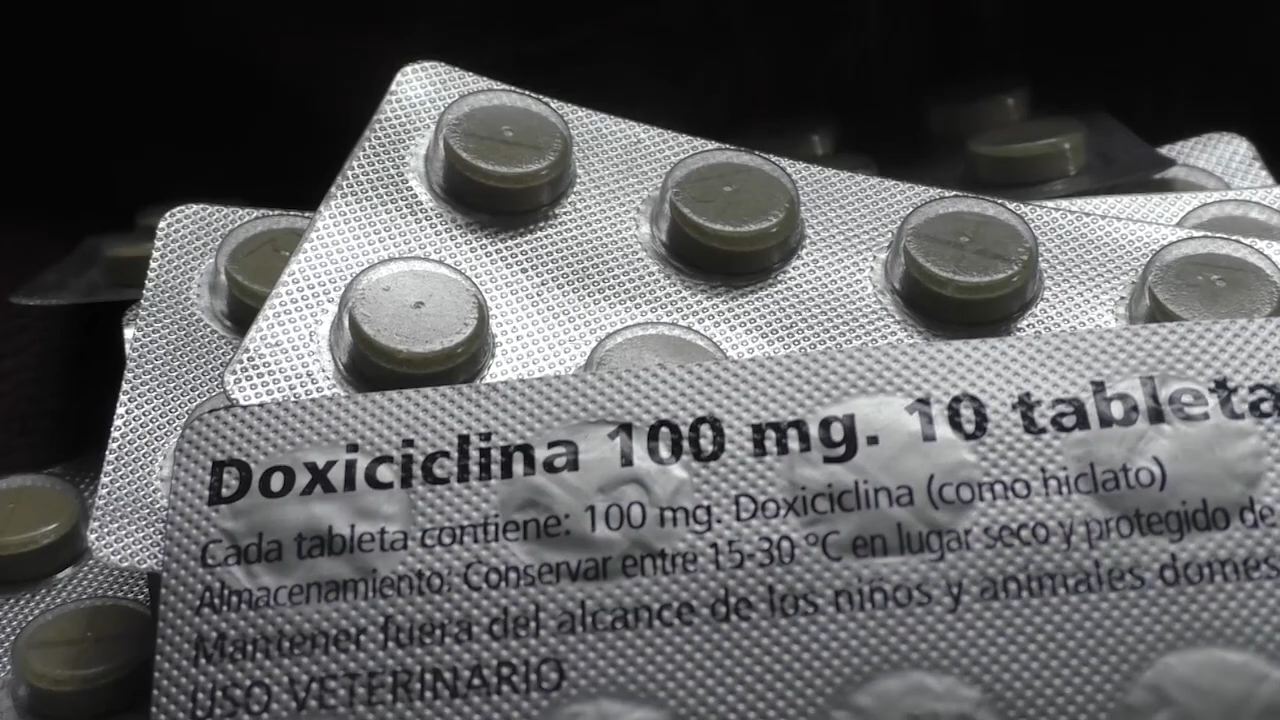 Doxiciclina 100 mg. 10 tableta
Cada tableta contiene: 100 mg. Doxiciclina (como hiclato)
Almacenamiento: Conservar entre 15-30 °C en lugar seco y protegido de
Mantener fuera del alcance de los niños y animales domes
USO VETERINARIO